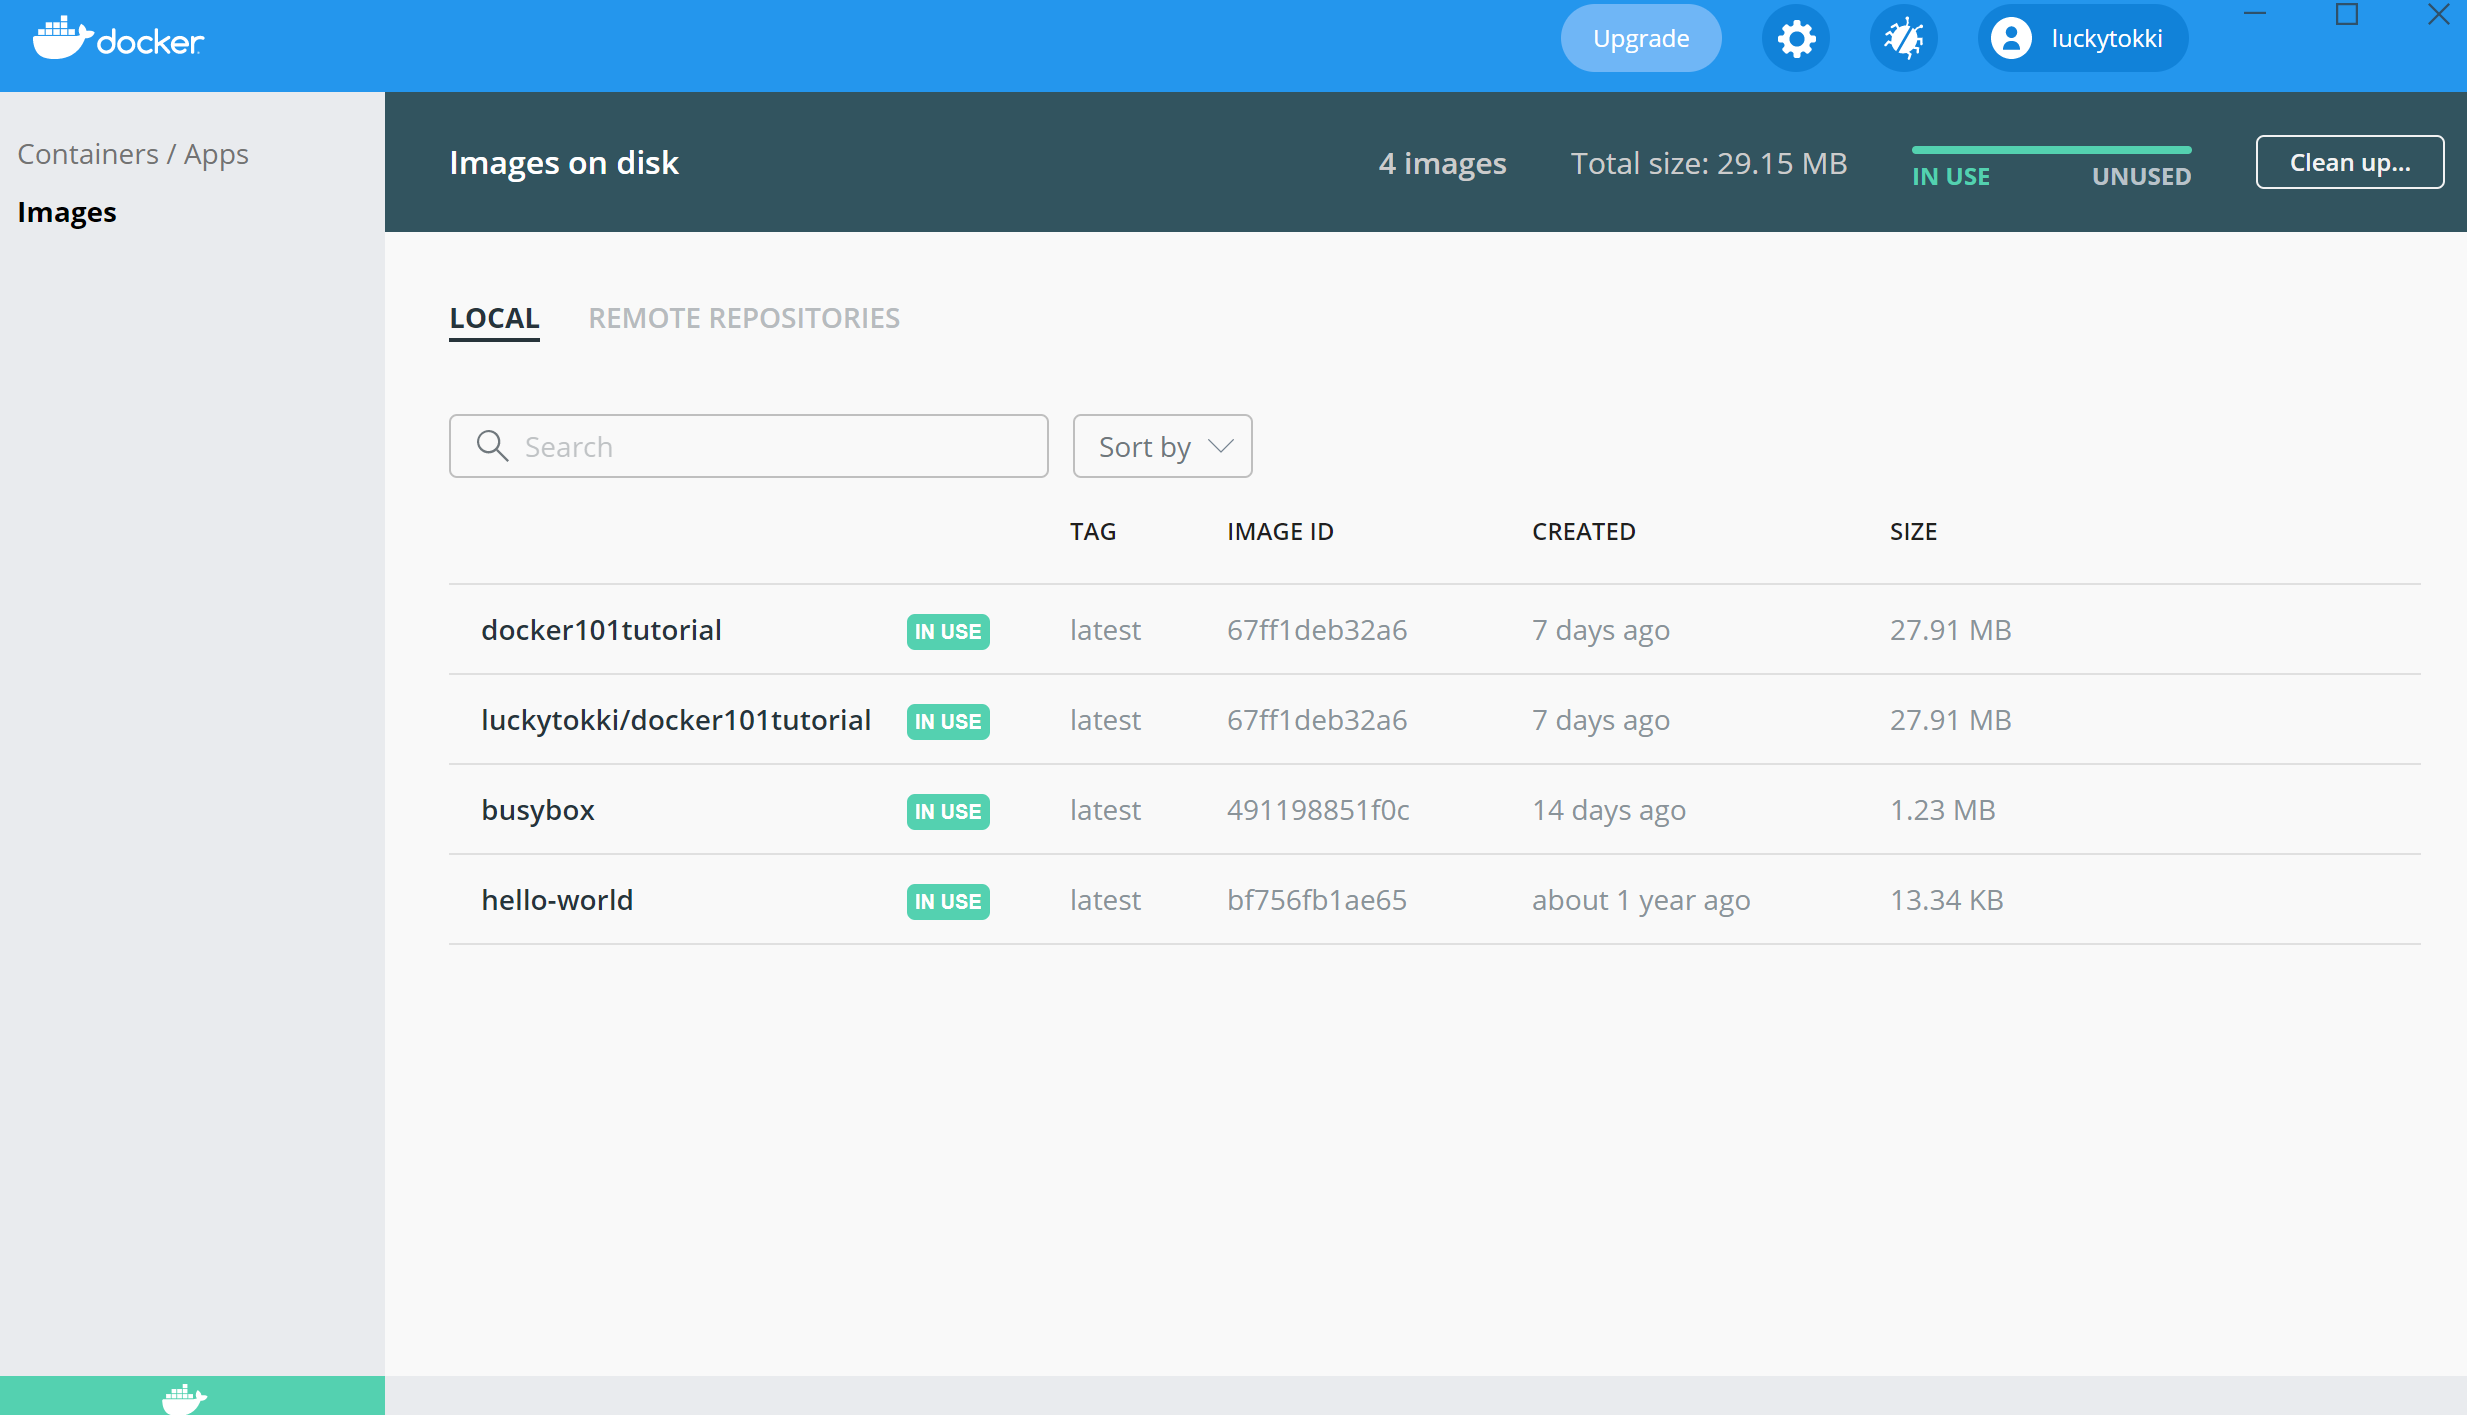 docker
Upgrade
luckytokki
Containers / Apps
Images
Images on disk
4 images
Total size: 29.15 MB
IN USE
UNUSED
Clean up...
LOCAL
REMOTE REPOSITORIES
Search
Sort by
TAG IMAGE ID CREATED SIZE
docker101tutorial IN USE latest 67ff1deb32a6 7 days ago 27.91 MB
luckytokki/docker101tutorial IN USE latest 67ff1deb32a6 7 days ago 27.91 MB
busybox IN USE latest 491198851f0c 14 days ago 1.23 MB
hello-world IN USE latest bf756fb1ae65 about 1 year ago 13.34 KB